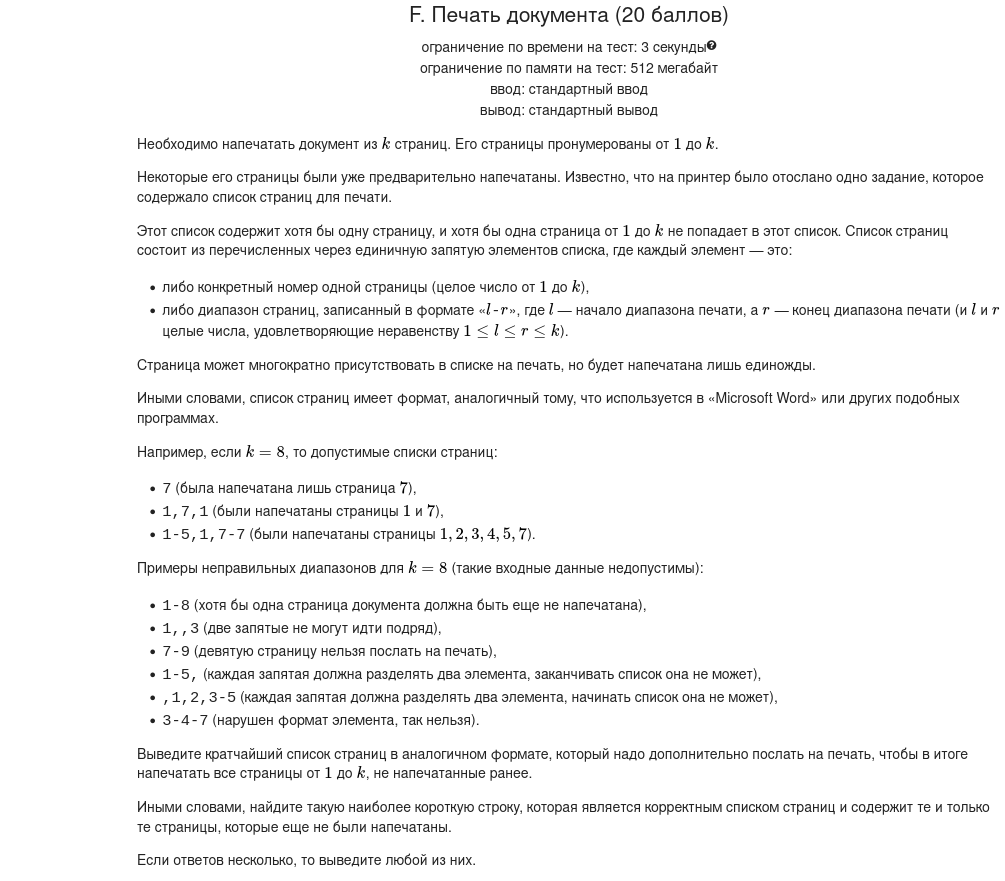 F. Печать документа (20 баллов)
ограничение по времени на тест: 3 секунды
ограничение по памяти на тест: 512 мегабайт
ввод: стандартный ввод
вывод: стандартный вывод
Необходимо напечатать документ из k страниц. Его страницы пронумерованы от 1 до k.
Некоторые его страницы были уже предварительно напечатаны. Известно, что на принтер было отослано одно задание, которое
содержало список страниц для печати.
Этот список содержит хотя бы одну страницу, и хотя бы одна страница от 1 до k не попадает в этот список. Список страниц
состоит из перечисленных через единичную запятую элементов списка, где каждый элемент — это:
• либо конкретный номер одной страницы (целое число от 1 до k),
• либо диапазон страниц, записанный в формате «l-r», где l — начало диапазона печати, а r — конец диапазона печати (и l и r
целые числа, удовлетворяющие неравенству 1 ≤ l ≤ r ≤ k).
Страница может многократно присутствовать в списке на печать, но будет напечатана лишь единожды.
Иными словами, список страниц имеет формат, аналогичный тому, что используется в «Microsoft Word» или других подобных
программах.
Например, если k = 8, то допустимые списки страниц:
• 7 (была напечатана лишь страница 7),
• 1,7,1 (были напечатаны страницы 1 и 7),
• 1-5,1,7-7 (были напечатаны страницы 1, 2, 3, 4, 5, 7).
Примеры неправильных диапазонов для k = 8 (такие входные данные недопустимы):
• 1-8 (хотя бы одна страница документа должна быть еще не напечатана),
• 1,,3 (две запятые не могут идти подряд),
• 7-9 (девятую страницу нельзя послать на печать),
• 1-5, (каждая запятая должна разделять два элемента, заканчивать список она не может),
• ,1,2,3-5 (каждая запятая должна разделять два элемента, начинать список она не может),
• 3-4-7 (нарушен формат элемента, так нельзя).
Выведите кратчайший список страниц в аналогичном формате, который надо дополнительно послать на печать, чтобы в итоге
напечатать все страницы от 1 до k, не напечатанные ранее.
Иными словами, найдите такую наиболее короткую строку, которая является корректным списком страниц и содержит те и только
те страницы, которые еще не были напечатаны.
Если ответов несколько, то выведите любой из них.